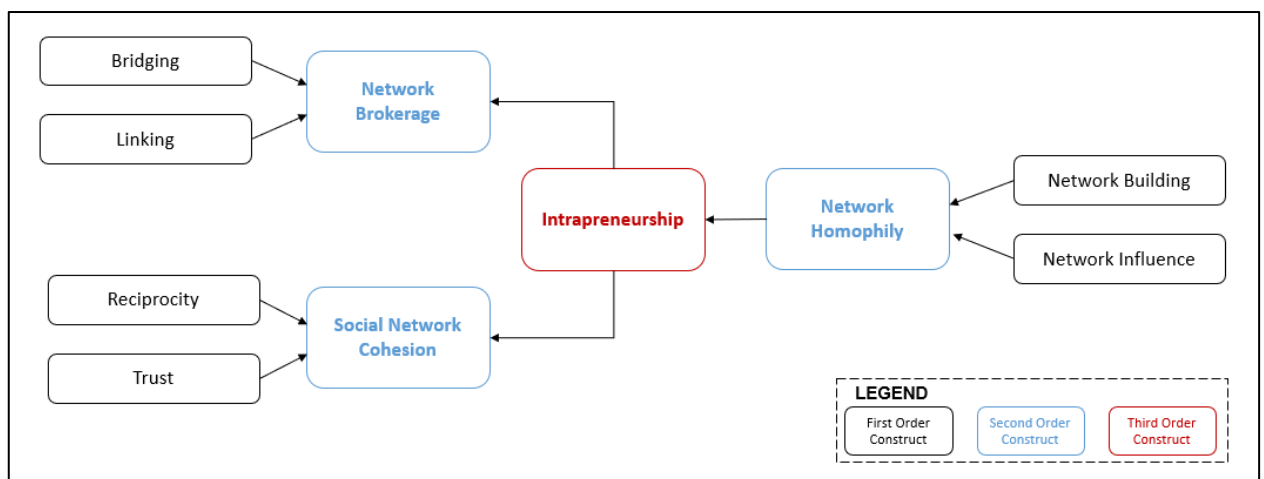 Bridging
Linking
Network
Brokerage
Intrapreneurship
Network
Homophily
Network Building
Network Influence
Reciprocity
Trust
Social Network
Cohesion
LEGEND
First Order
Construct
Second Order
Construct
Third Order
Construct